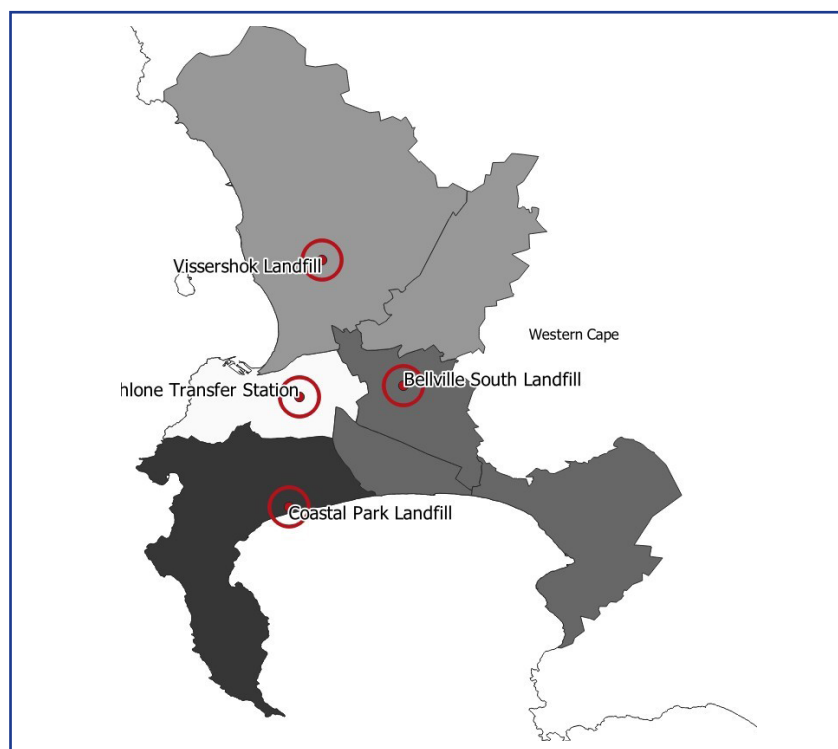 Vissershok Landfill
Western Cape
Bellville South Landfill
hlone Transfer Station
Coastal Park Landfill